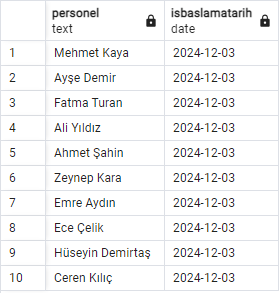 personel isbaslamatarih
text date
1 Mehmet Kaya 2024-12-03
2 Ayşe Demir 2024-12-03
3 Fatma Turan 2024-12-03
4 Ali Yıldız 2024-12-03
5 Ahmet Şahin 2024-12-03
6 Zeynep Kara 2024-12-03
7 Emre Aydın 2024-12-03
8 Ece Çelik 2024-12-03
9 Hüseyin Demirtaş 2024-12-03
10 Ceren Kılıç 2024-12-03